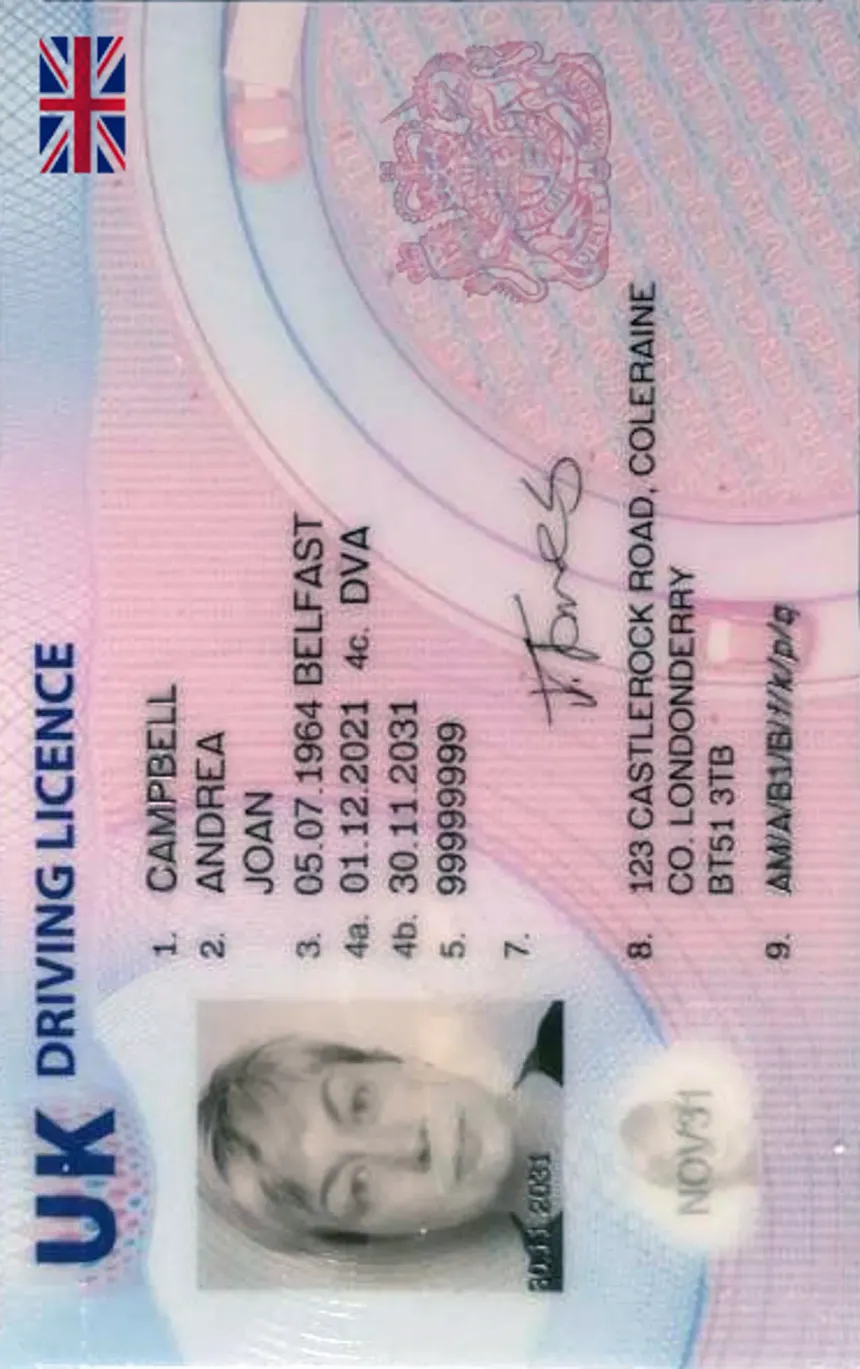 UK DRIVING LICENCE
1. CAMPBELL
2. ANDREA
JOAN
3. 05.07.1964 BELFAST
4a. 01.12.2021 4c. DVA
4b. 30.11.2031
5. 99999999
7. J. Jones
8. 123 CASTLEROCK ROAD, COLERAINE
CO. LONDONDERRY
BT51 3TB
9. AM/A/B1/B/f/k/p/q
30.11.2031
NOV31